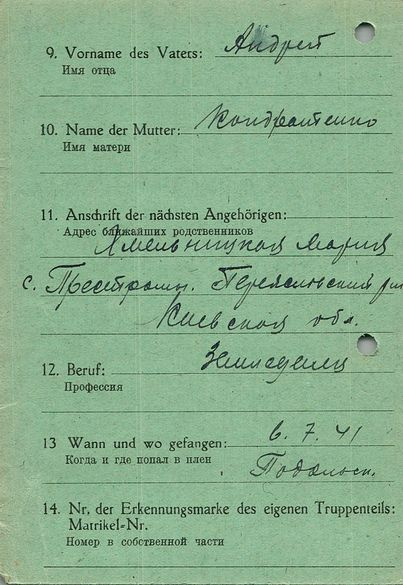 9. Vorname des Vaters: Андрей
Имя отца
10. Name der Mutter: Кондратенко
Имя матери
11. Anschrift der nächsten Angehörigen:
Адрес ближайших родственников
Хмельницкая Мария
с. Переяславский
Киевская обл.
12. Beruf: Земледелец
Профессия
13 Wann und wo gefangen: 6. 7. 41
Когда и где попал в плен
14. Nr. der Erkennungsmarke des eigenen Truppenteils:
Matrikel-Nr.
Номер в собственной части